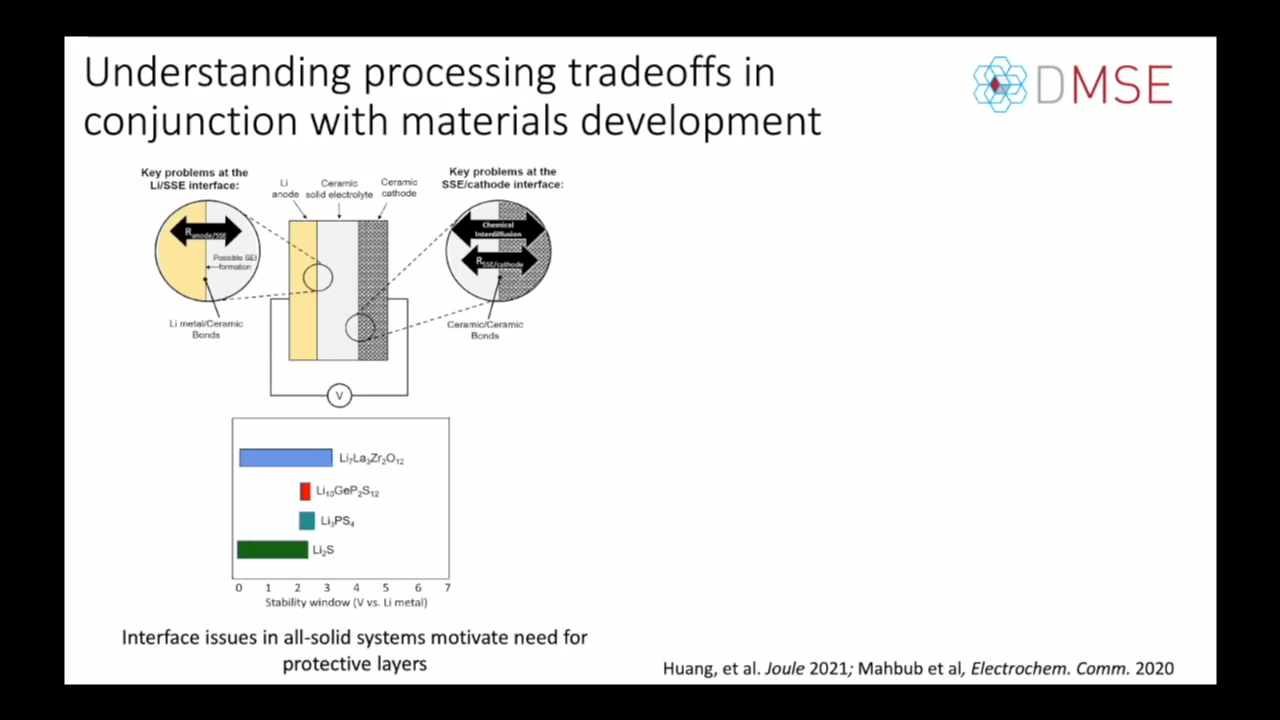 Understanding processing tradeoffs in
conjunction with materials development
DMSE
Key problems at the
Li/SSE interface:
Li
anode
Ceramic
solid electrolyte
Ceramic
cathode
Key problems at the
SSE/cathode interface:
R anode/SSE
Possible SEI
formation
Li metal/Ceramic
Bonds
Chemical
Interdiffusion
R SSE/cathode
Ceramic/Ceramic
Bonds
V
Li₇La₃Zr₂O₁₂
Li₁₀GeP₂S₁₂
Li₃PS₄
Li₂S
0 1 2 3 4 5 6 7
Stability window (V vs. Li metal)
Interface issues in all-solid systems motivate need for
protective layers
Huang, et al. Joule 2021; Mahbub et al, Electrochem. Comm. 2020